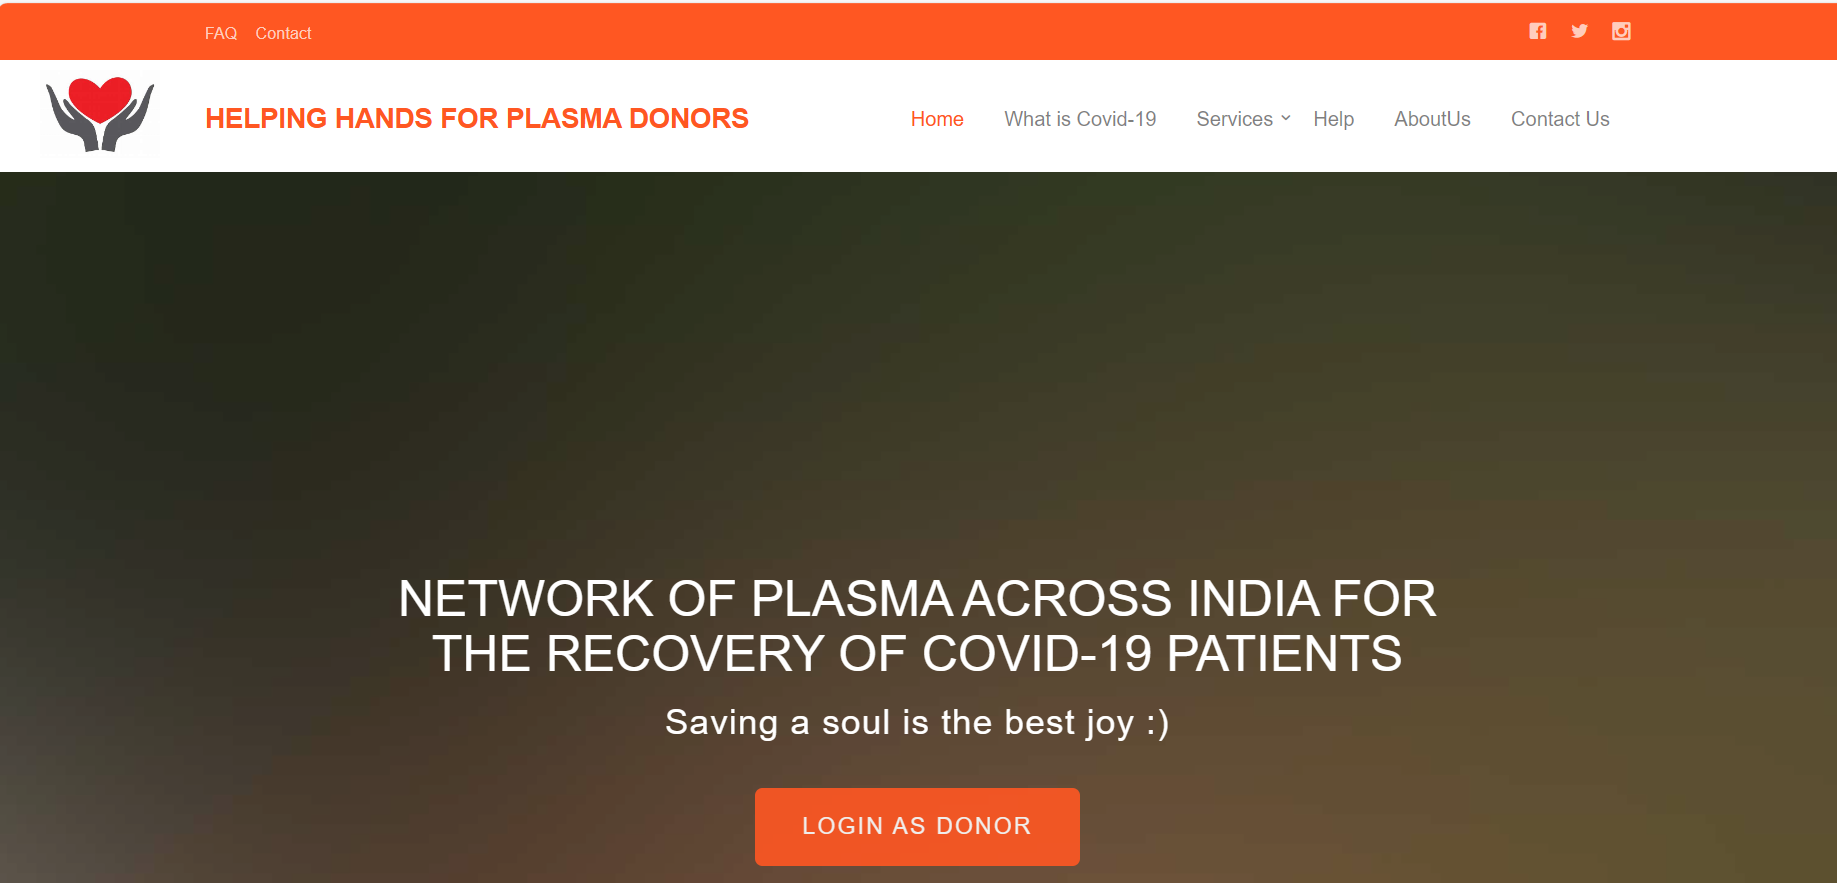 FAQ Contact
HELPING HANDS FOR PLASMA DONORS
Home What is Covid-19 Services Help AboutUs Contact Us
NETWORK OF PLASMA ACROSS INDIA FOR
THE RECOVERY OF COVID-19 PATIENTS
Saving a soul is the best joy :)
LOGIN AS DONOR